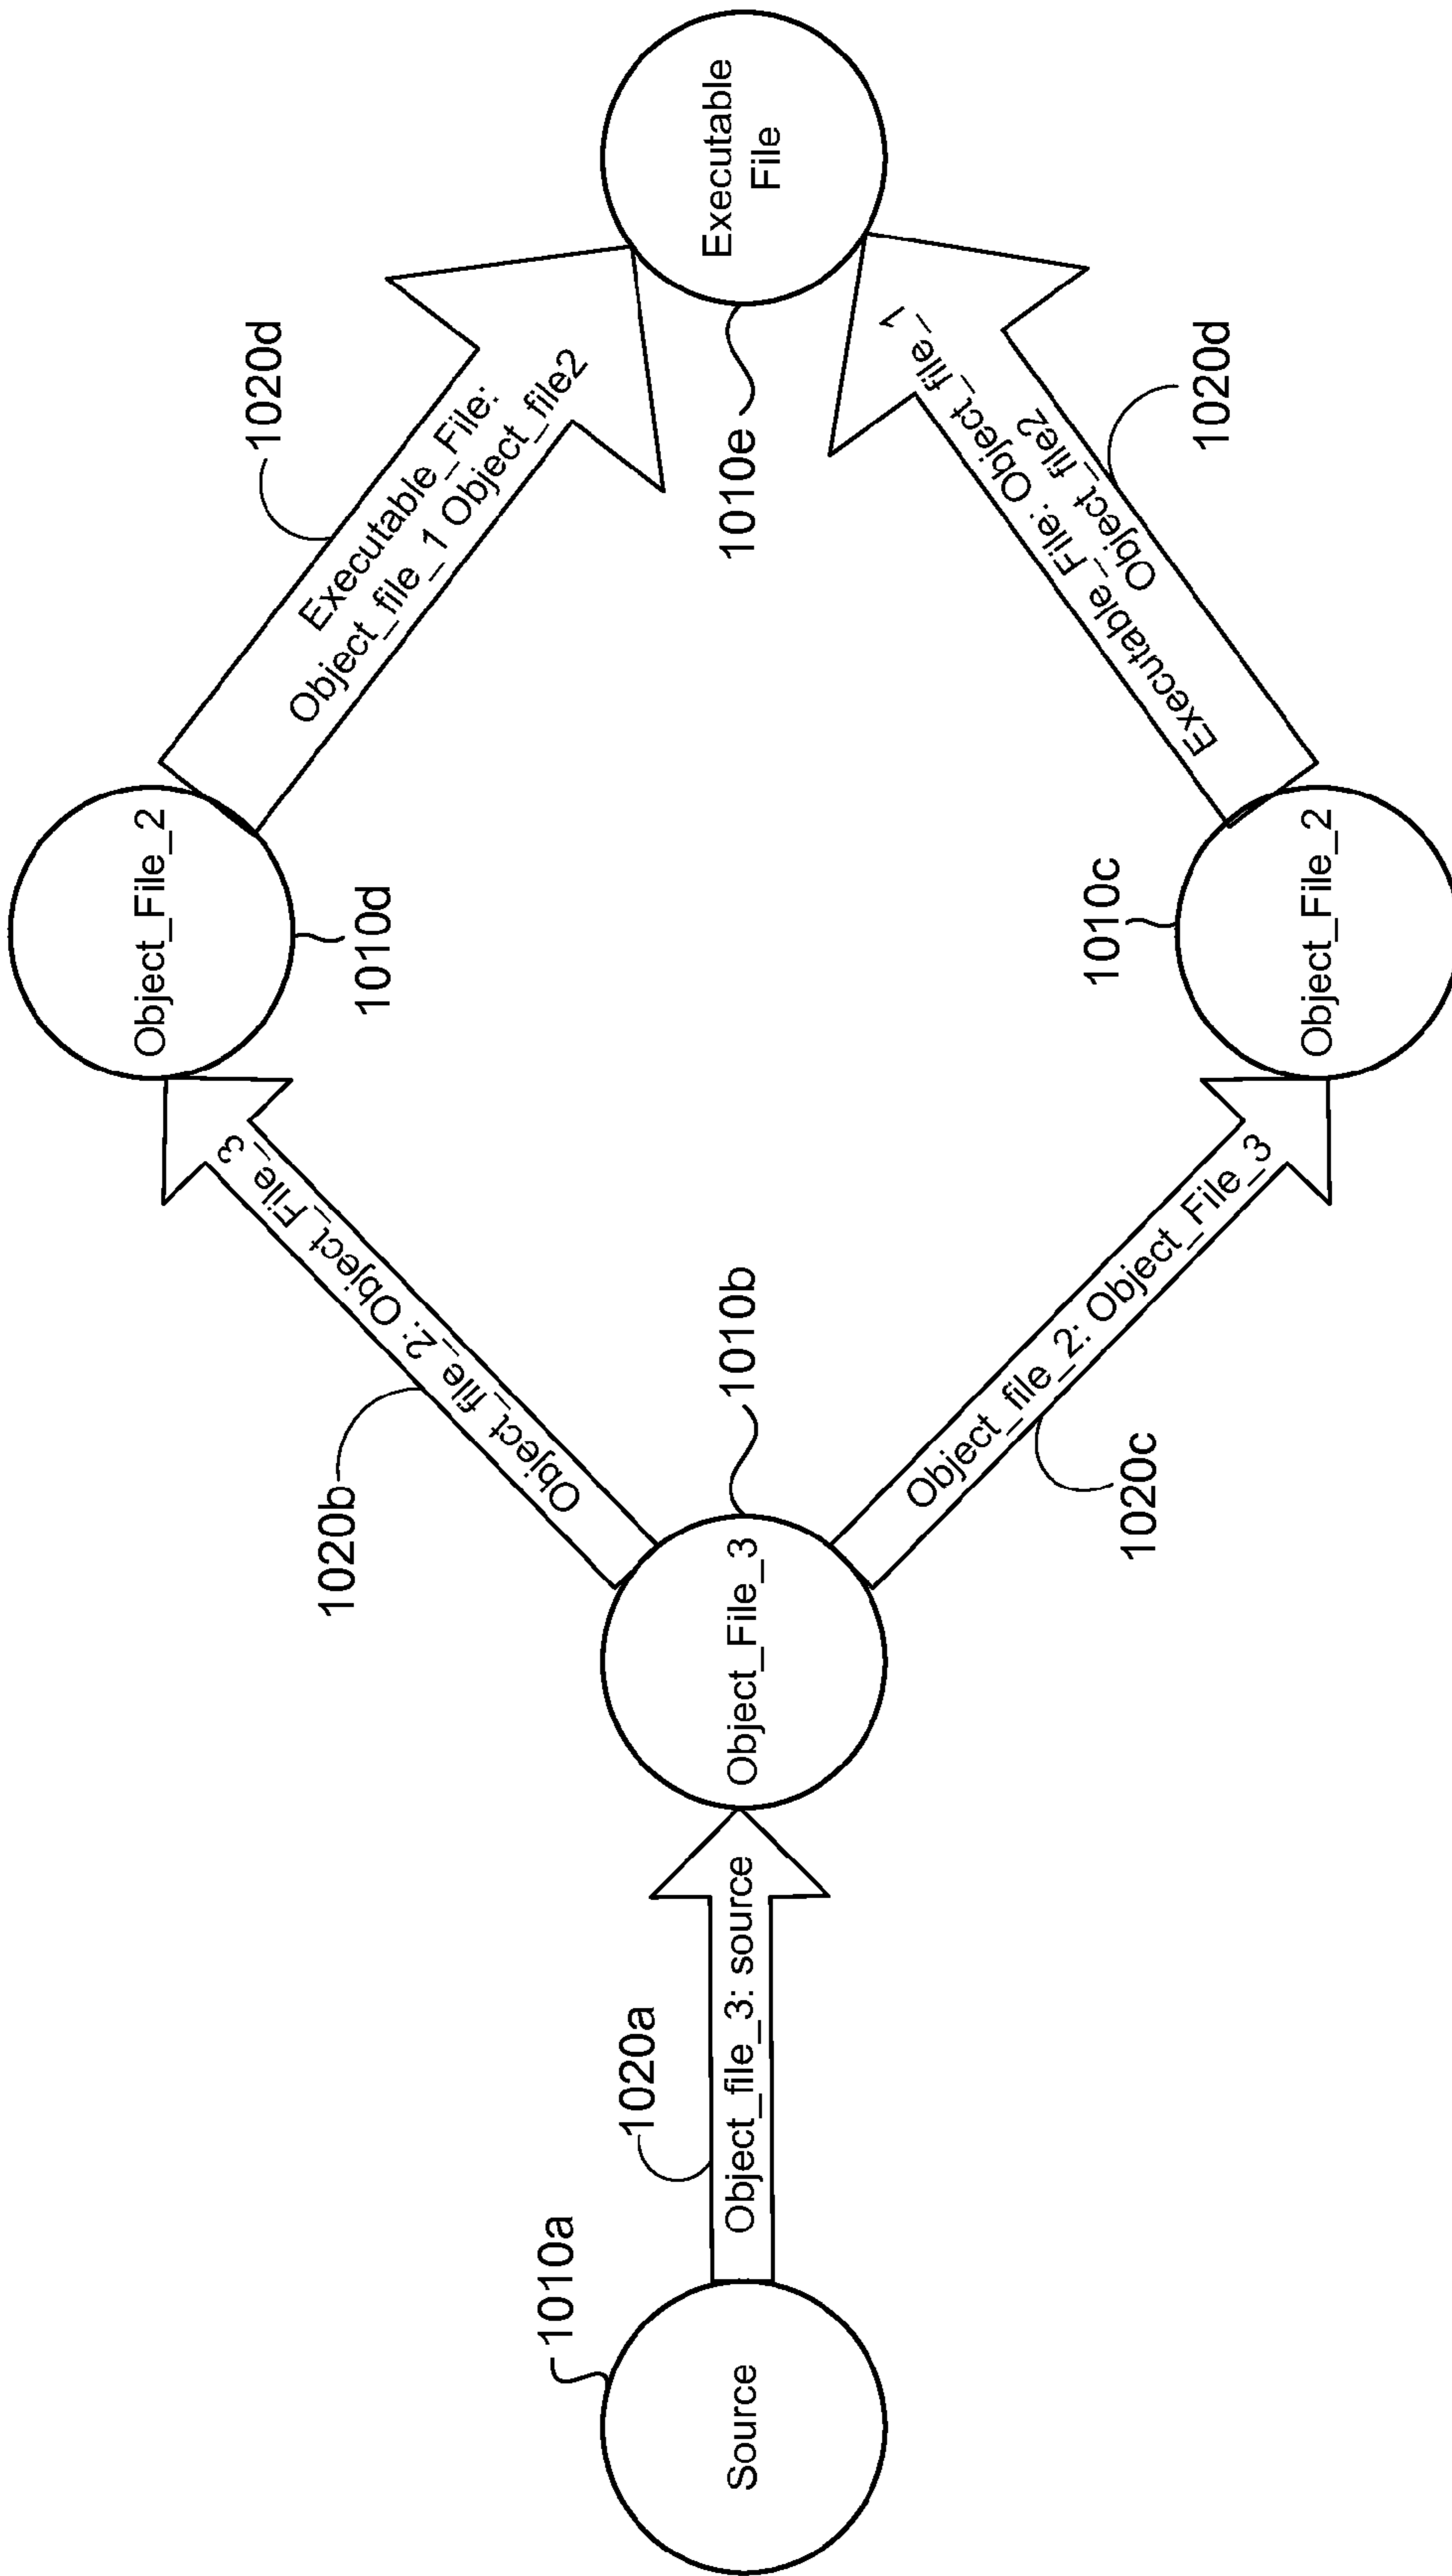 1010a
Source
1020a
Object_file_3: source
Object_File_3
1010b
1020b
Object_file_2: Object_File_3
1020c
Object_file_2: Object_File_3
Object_File_2
1010d
Object_File_2
1010c
1020d
Executable_File:
Object_file_1 Object_file2
Executable_File: Object_file_1
Object_file2
1020d
1010e
Executable
File